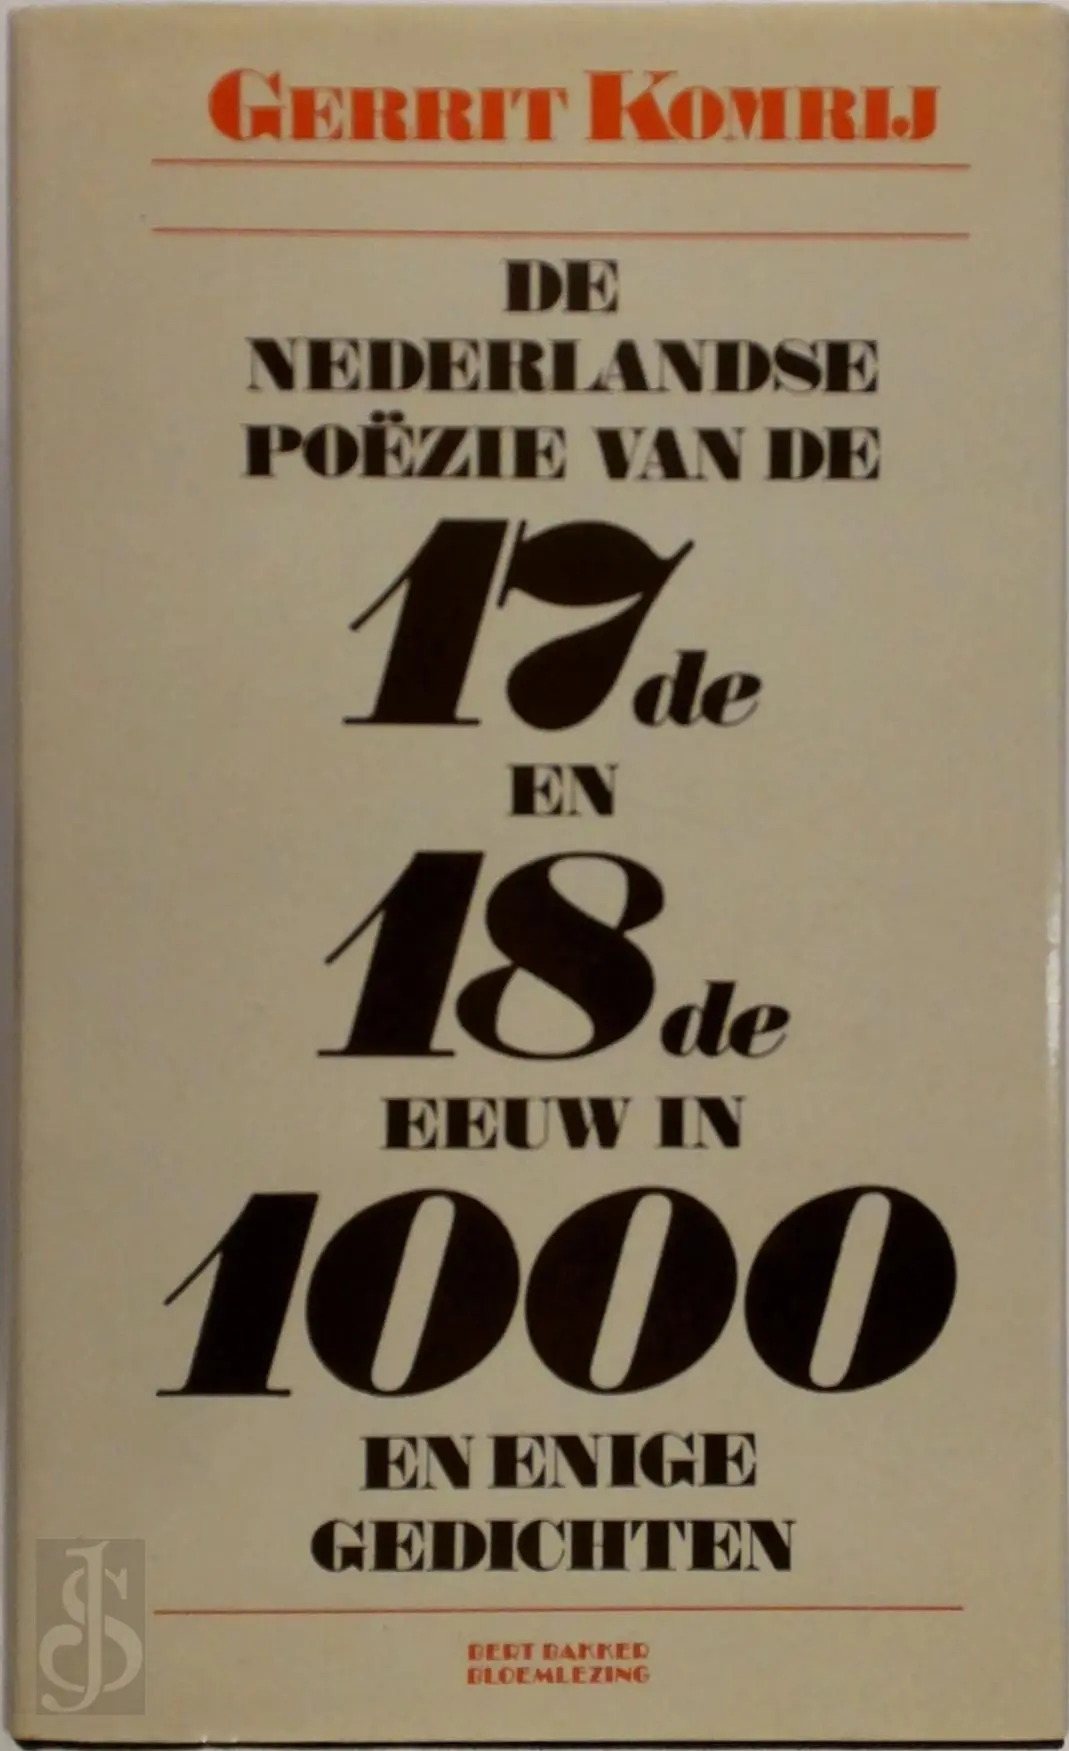 GERRIT KOMRIJ
DE
NEDERLANDSE
POËZIE VAN DE
17de
EN
18de
EEUW IN
1000
EN ENIGE
GEDICHTEN
BERT BAKKER
BLOEMLEZING
JS